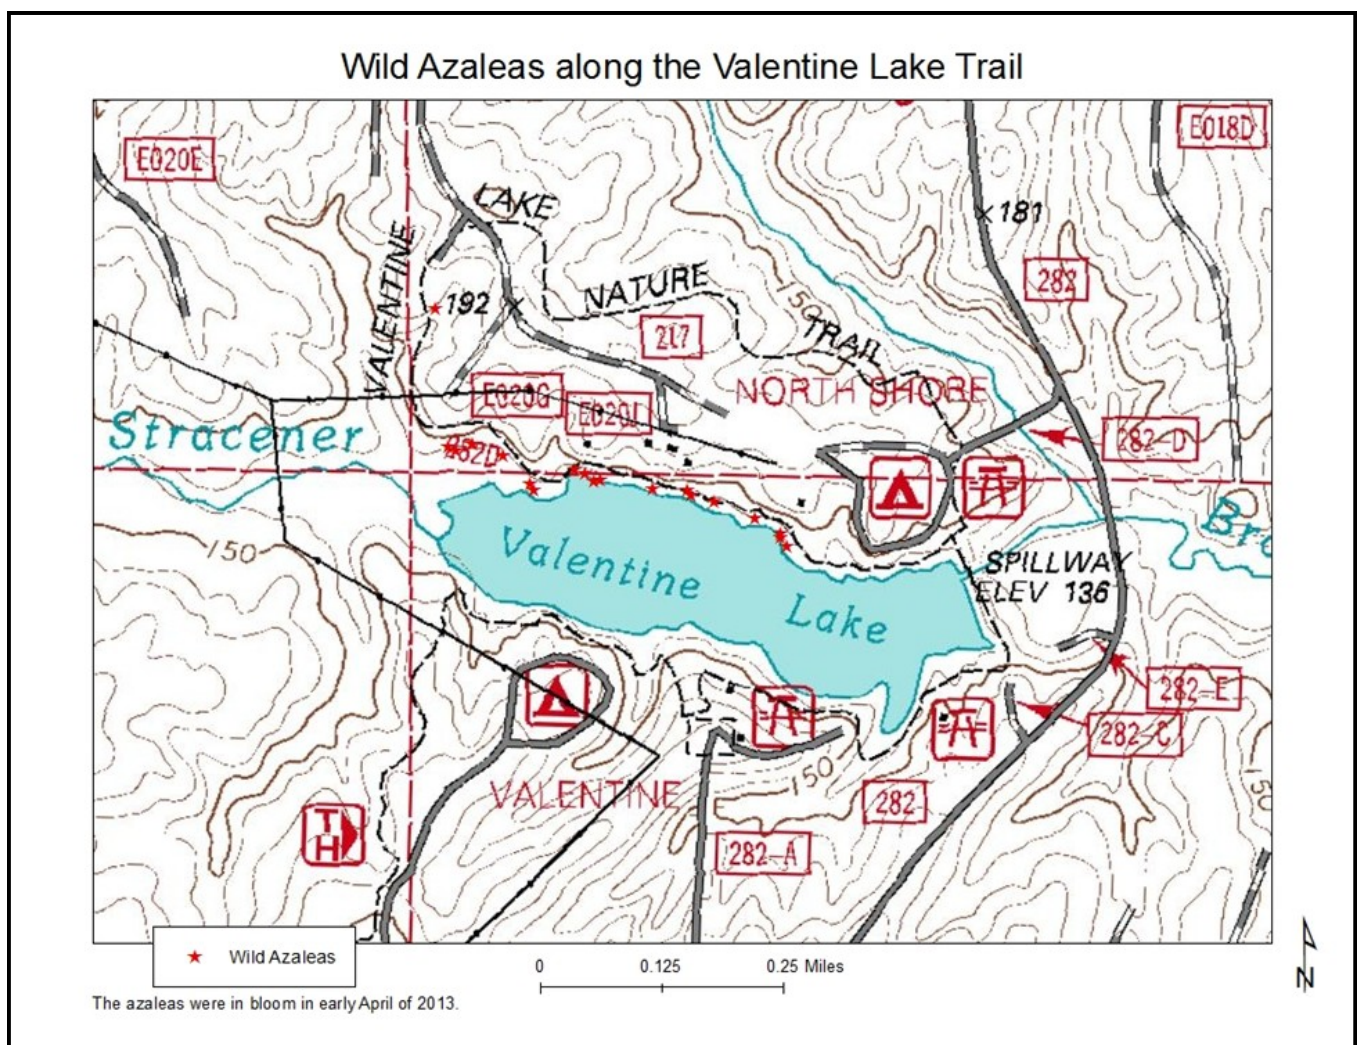 Wild Azaleas along the Valentine Lake Trail
E018D
E020E
LAKE
181
VALENTINE
282
NATURE
150
192
TRAIL
217
NORTH SHORE
E020G
E020I
Stracener
282-D
282D
Valentine
Lake
150
SPILLWAY
ELEV 136
282-E
282-C
VALENTINE
150
282
150
T
H
282-A
Wild Azaleas
0 0.125 0.25 Miles
N
The azaleas were in bloom in early April of 2013.